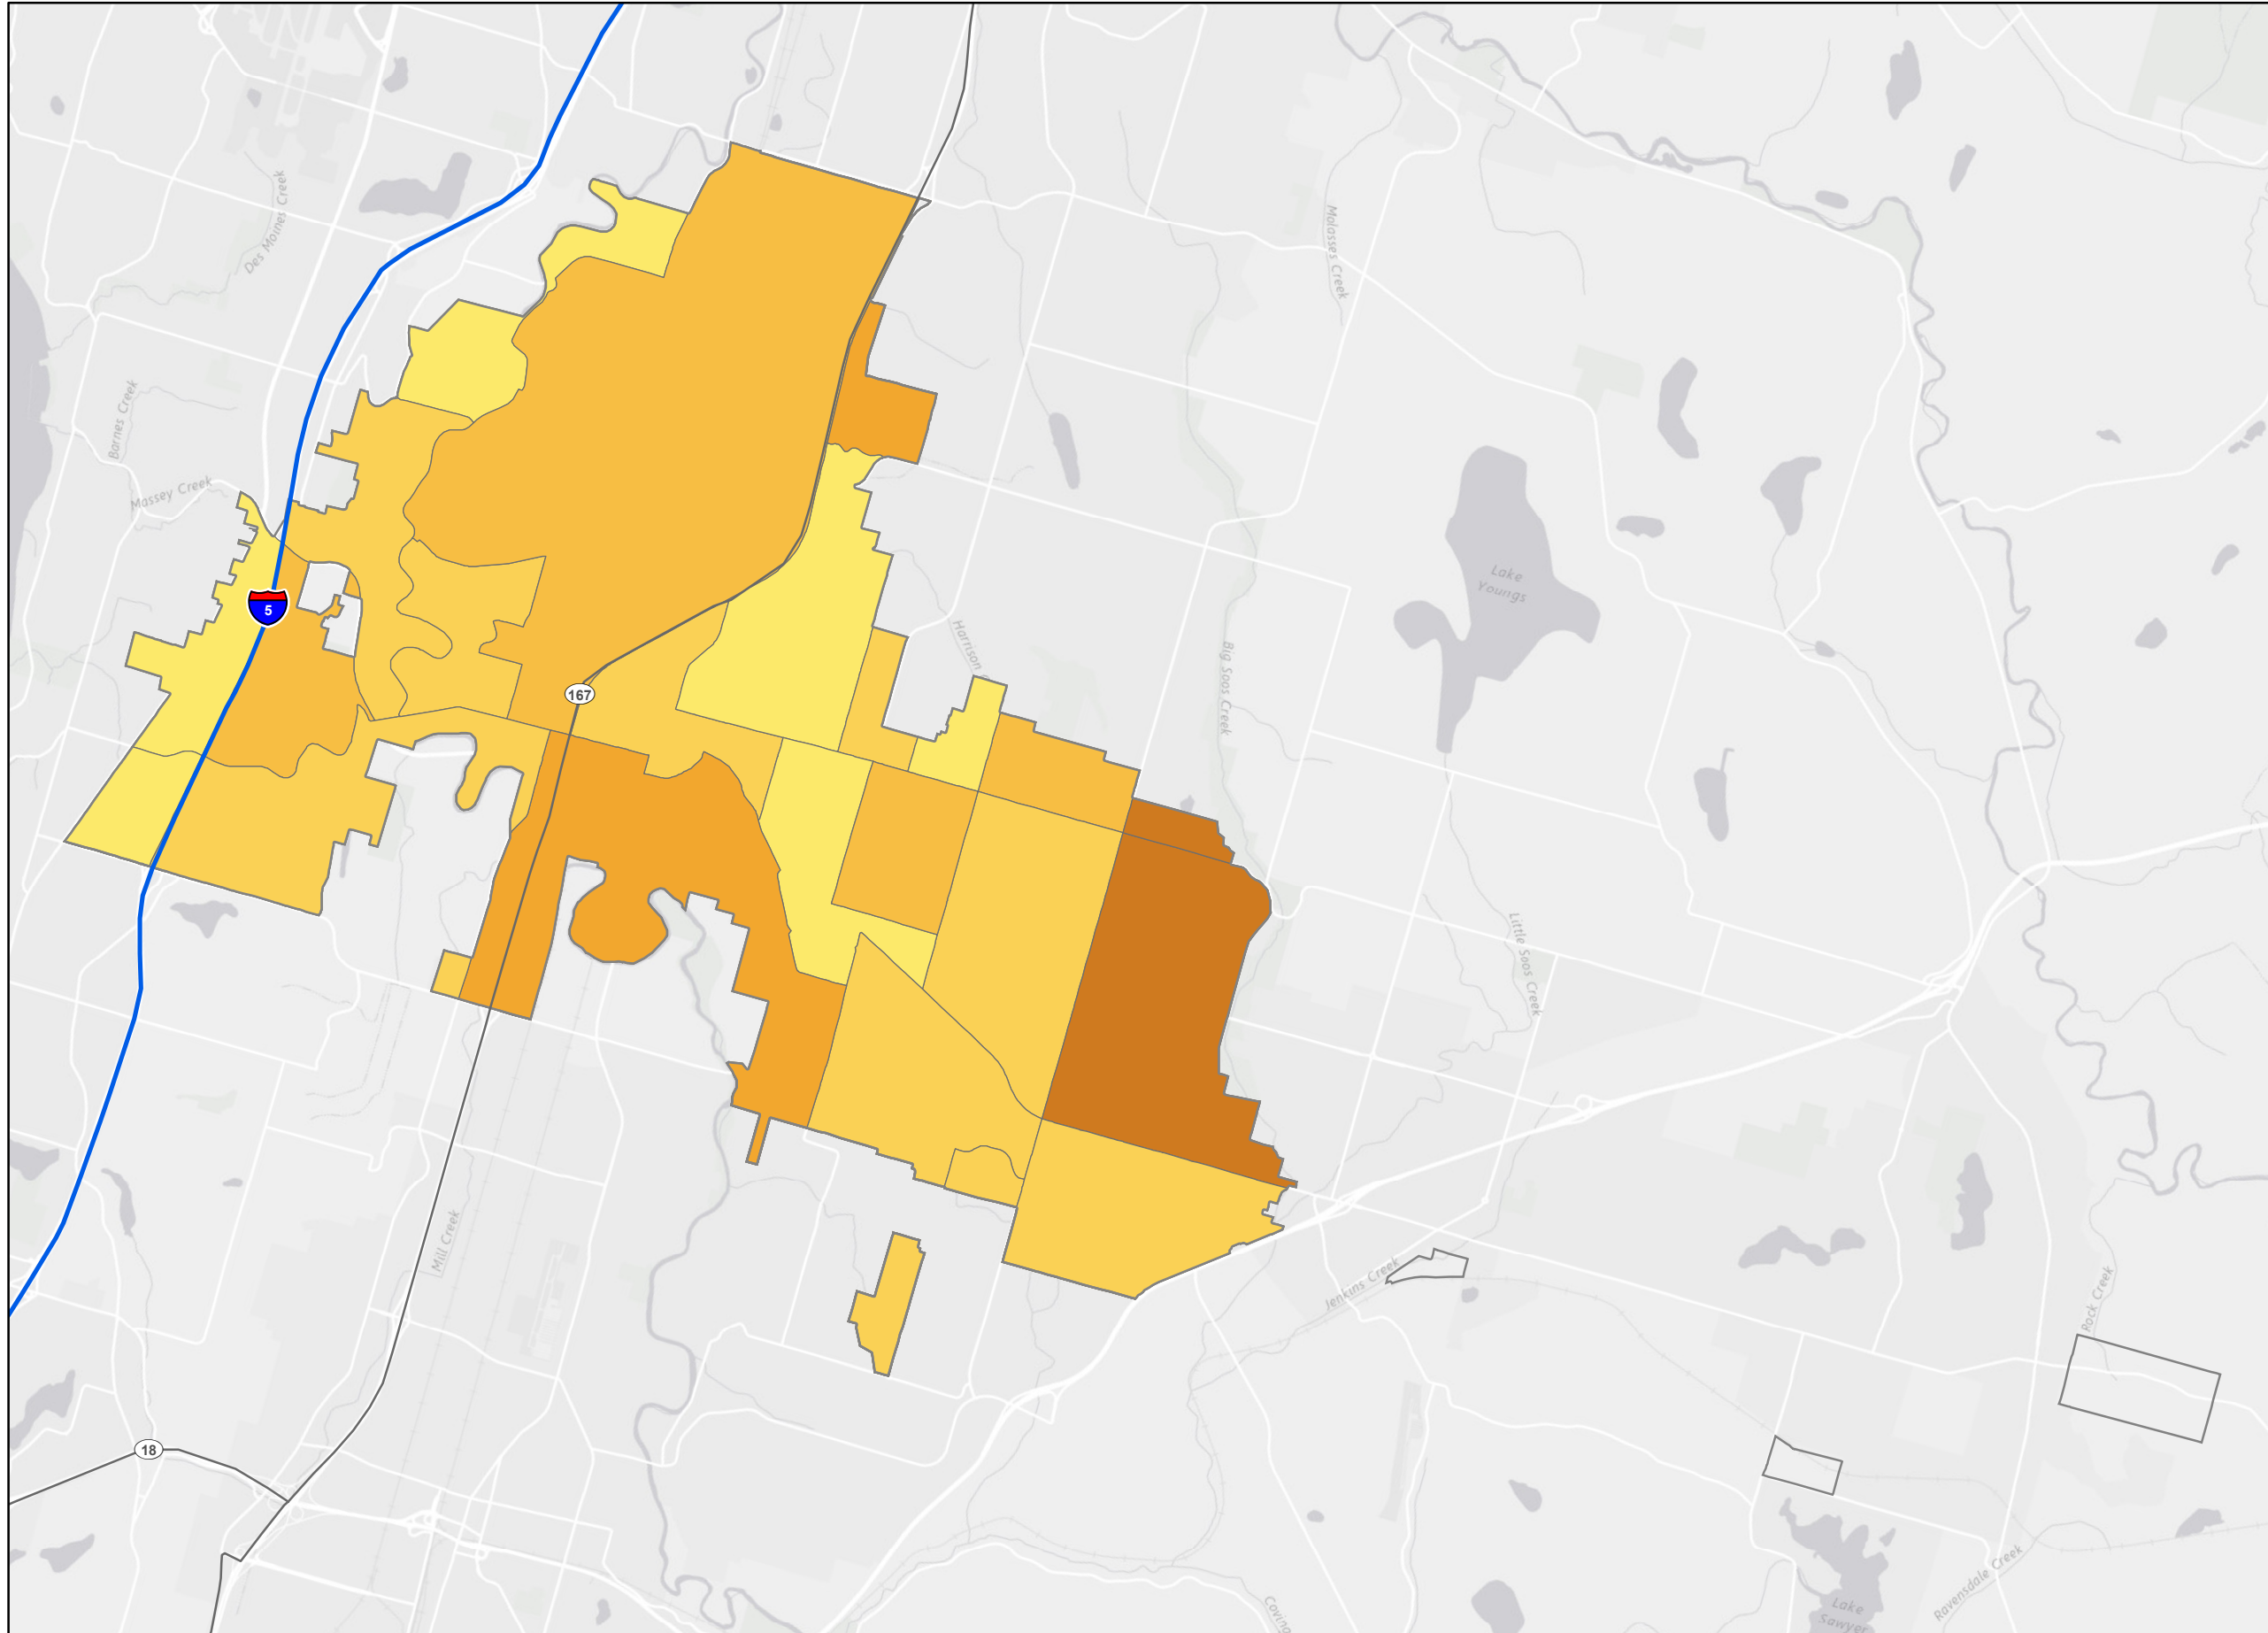 Des Moines Creek
Molasses Creek
Barnes Creek
Massey Creek
Lake
Youngs
5
Harrison
Big Soos Creek
167
Little Soos Creek
Mill Creek
Jenkins Creek
Rock Creek
18
Ravensdale Creek
Lake
Sawyer
Coving